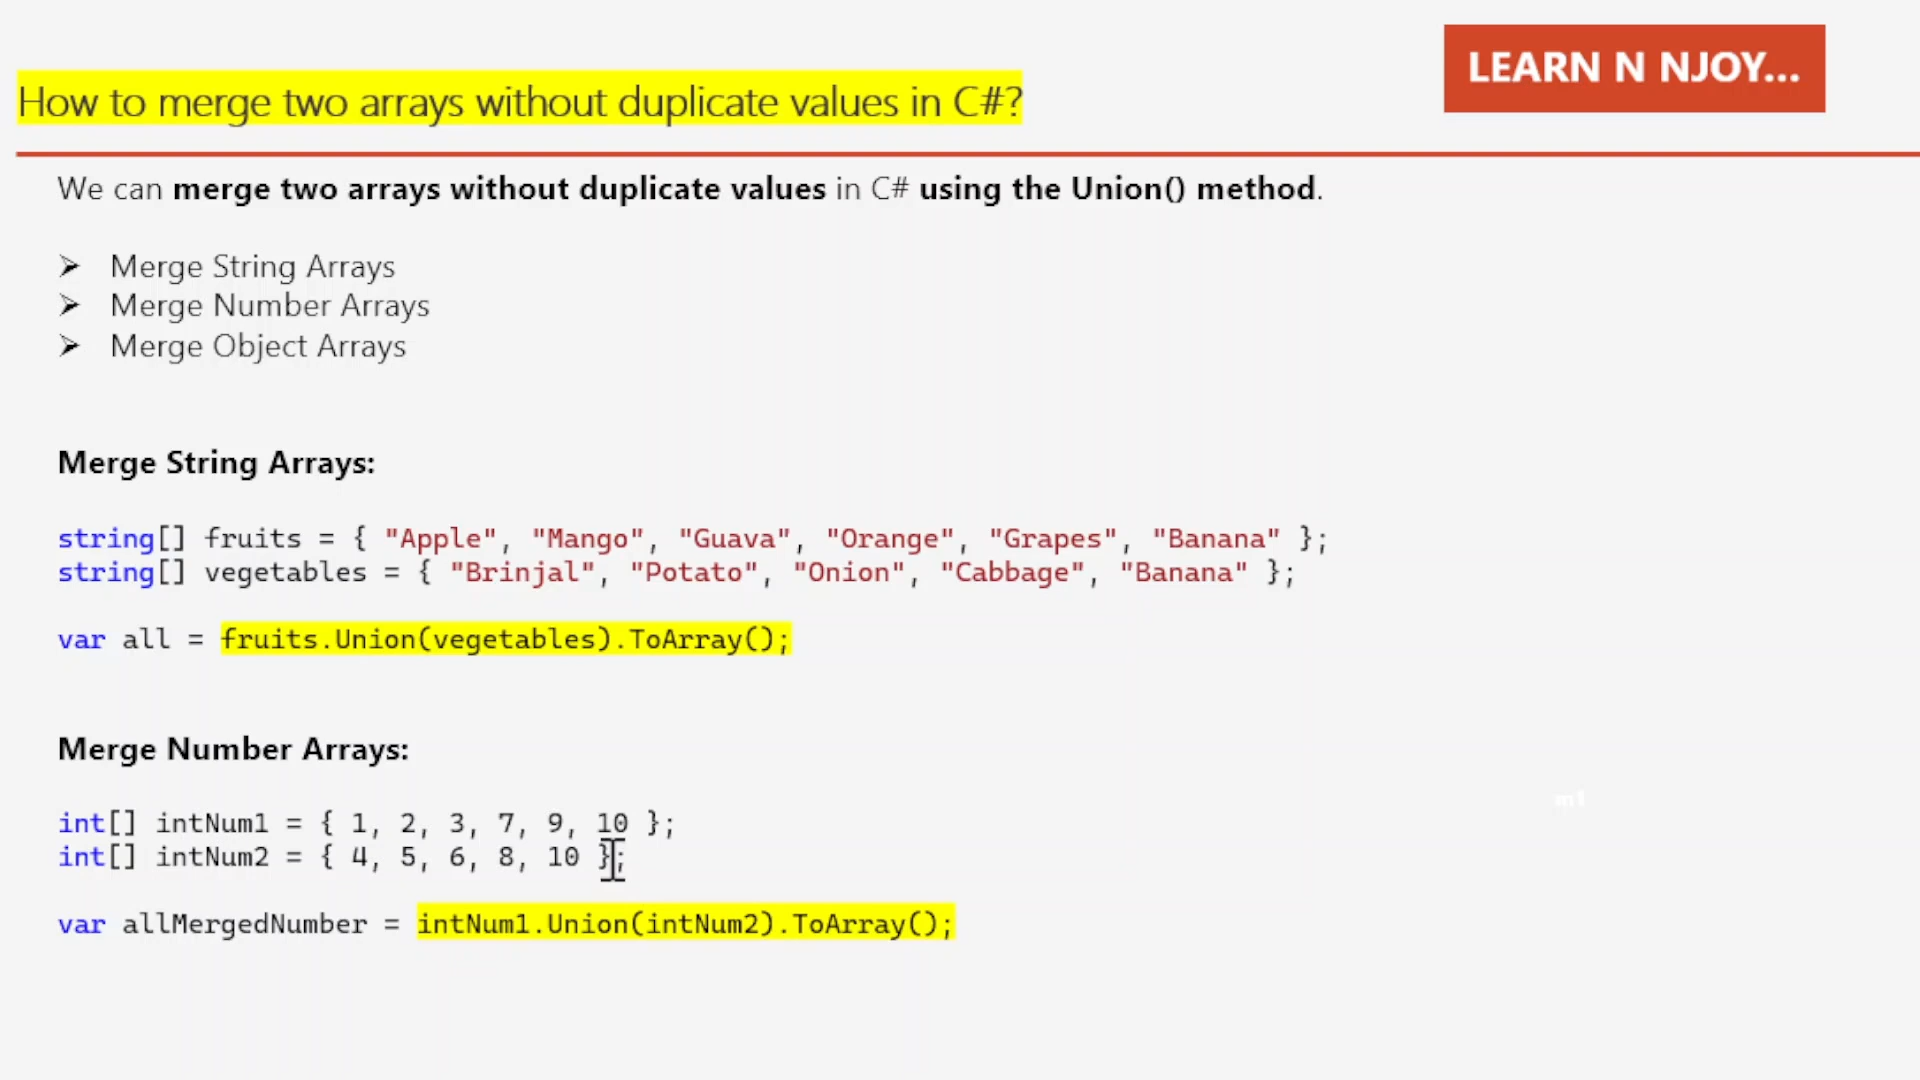 LEARN N NJOY...
How to merge two arrays without duplicate values in C#?
We can merge two arrays without duplicate values in C# using the Union() method.
➤ Merge String Arrays
➤ Merge Number Arrays
➤ Merge Object Arrays
Merge String Arrays:
string[] fruits = { "Apple", "Mango", "Guava", "Orange", "Grapes", "Banana" };
string[] vegetables = { "Brinjal", "Potato", "Onion", "Cabbage", "Banana" };
var all = fruits.Union(vegetables).ToArray();
Merge Number Arrays:
int[] intNum1 = { 1, 2, 3, 7, 9, 10 };
int[] intNum2 = { 4, 5, 6, 8, 10 };
var allMergedNumber = intNum1.Union(intNum2).ToArray();